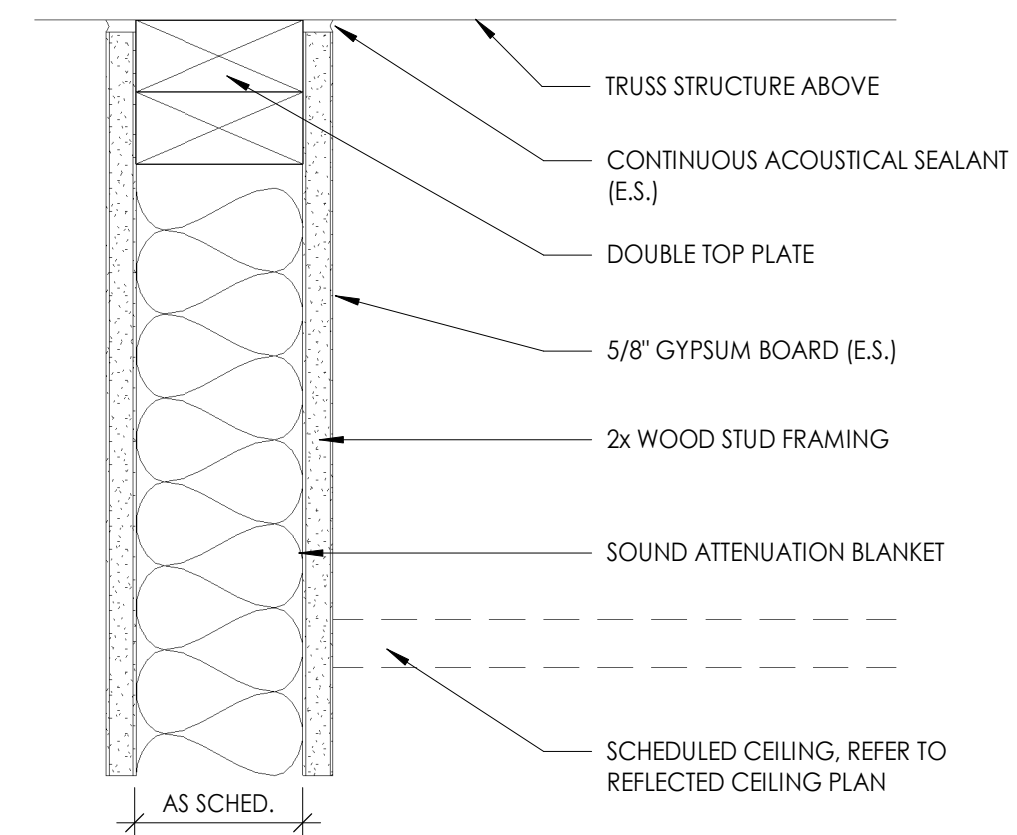 TRUSS STRUCTURE ABOVE
CONTINUOUS ACOUSTICAL SEALANT
(E.S.)
DOUBLE TOP PLATE
5/8" GYPSUM BOARD (E.S.)
2x WOOD STUD FRAMING
SOUND ATTENUATION BLANKET
SCHEDULED CEILING, REFER TO
REFLECTED CEILING PLAN
AS SCHED.